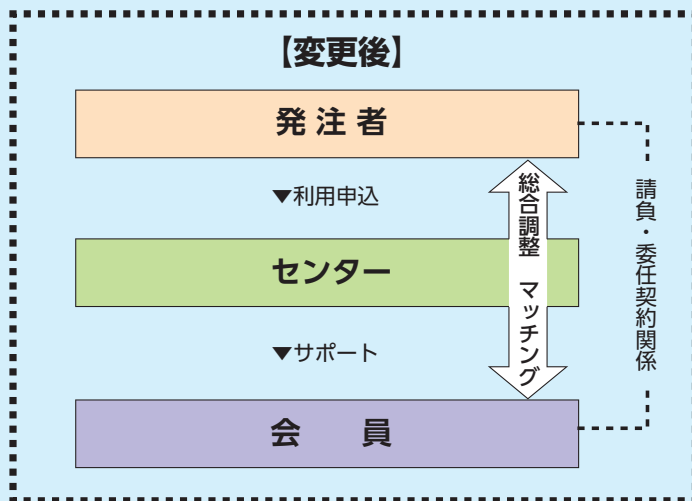 【変更後】
発 注 者
▼利用申込
総合調整 マッチング
請負・委任契約関係
センター
▼サポート
会 員